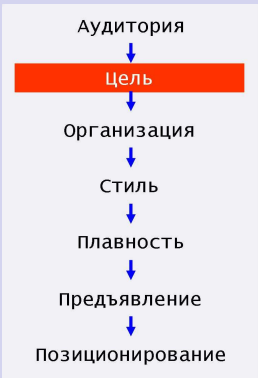 Аудитория
Цель
Организация
Стиль
Плавность
Предъявление
Позиционирование